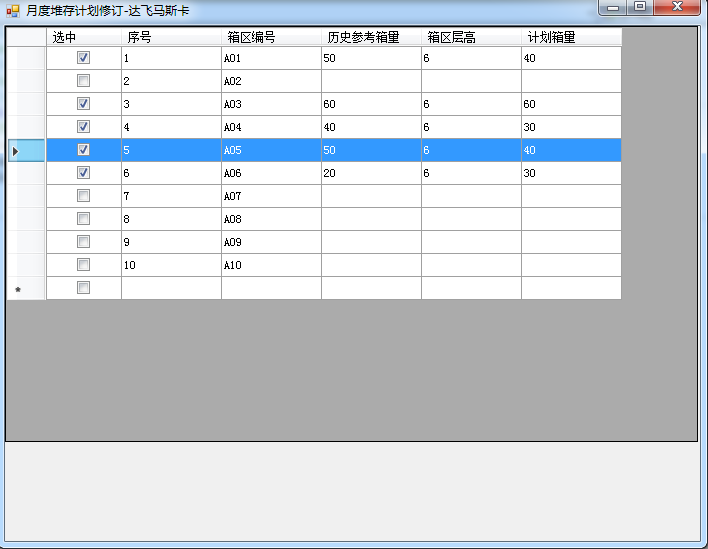 月度堆存计划修订-达飞马斯卡
选中 序号 箱区编号 历史参考箱量 箱区层高 计划箱量
1 A01 50 6 40
2 A02
3 A03 60 6 60
4 A04 40 6 30
5 A05 50 6 40
6 A06 20 6 30
7 A07
8 A08
9 A09
10 A10